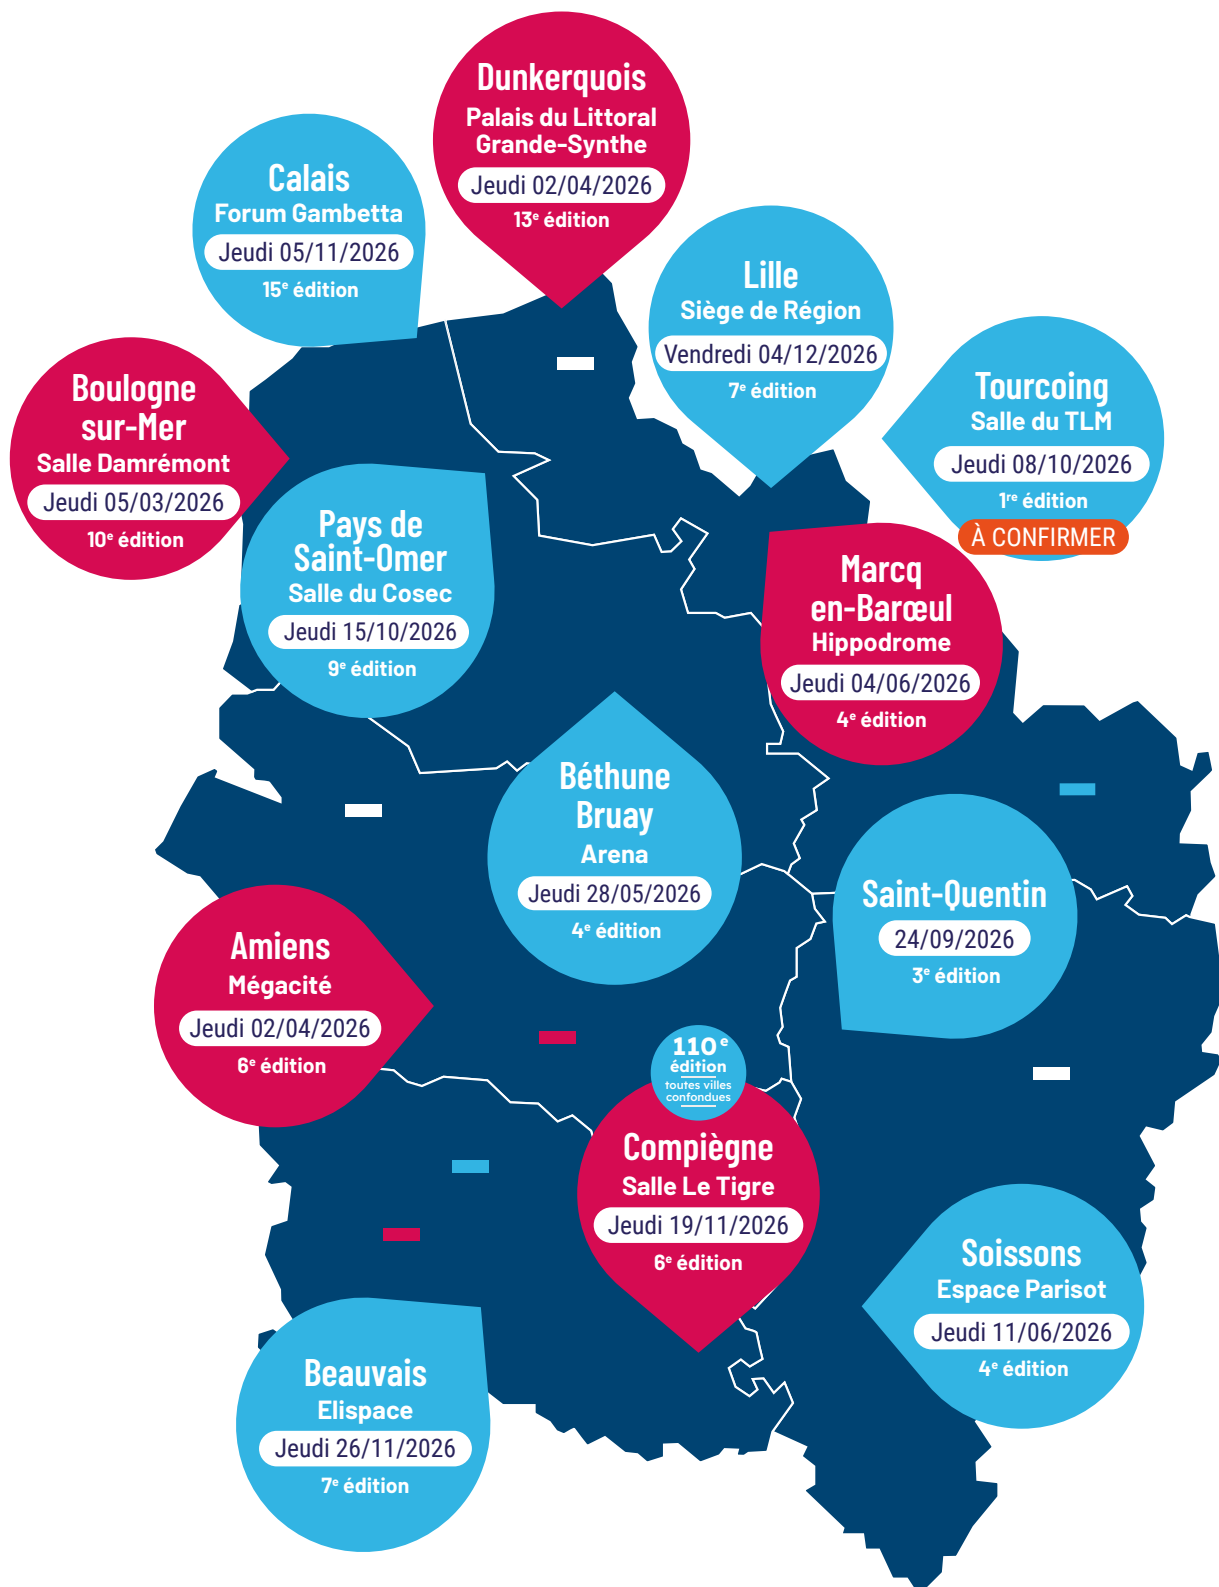 Dunkerquois
Palais du Littoral
Grande-Synthe
Jeudi 02/04/2026
13e édition
Calais
Forum Gambetta
Jeudi 05/11/2026
15e édition
Lille
Siège de Région
Vendredi 04/12/2026
7e édition
Tourcoing
Salle du TLM
Jeudi 08/10/2026
1re édition
À CONFIRMER
Boulogne
sur-Mer
Salle Damrémont
Jeudi 05/03/2026
10e édition
Pays de
Saint-Omer
Salle du Cosec
Jeudi 15/10/2026
9e édition
Marcq
en-Barœul
Hippodrome
Jeudi 04/06/2026
4e édition
Béthune
Bruay
Arena
Jeudi 28/05/2026
4e édition
Saint-Quentin
24/09/2026
3e édition
Amiens
Mégacité
Jeudi 02/04/2026
6e édition
110e
édition
toutes villes
confondues
Compiègne
Salle Le Tigre
Jeudi 19/11/2026
6e édition
Soissons
Espace Parisot
Jeudi 11/06/2026
4e édition
Beauvais
Elispace
Jeudi 26/11/2026
7e édition